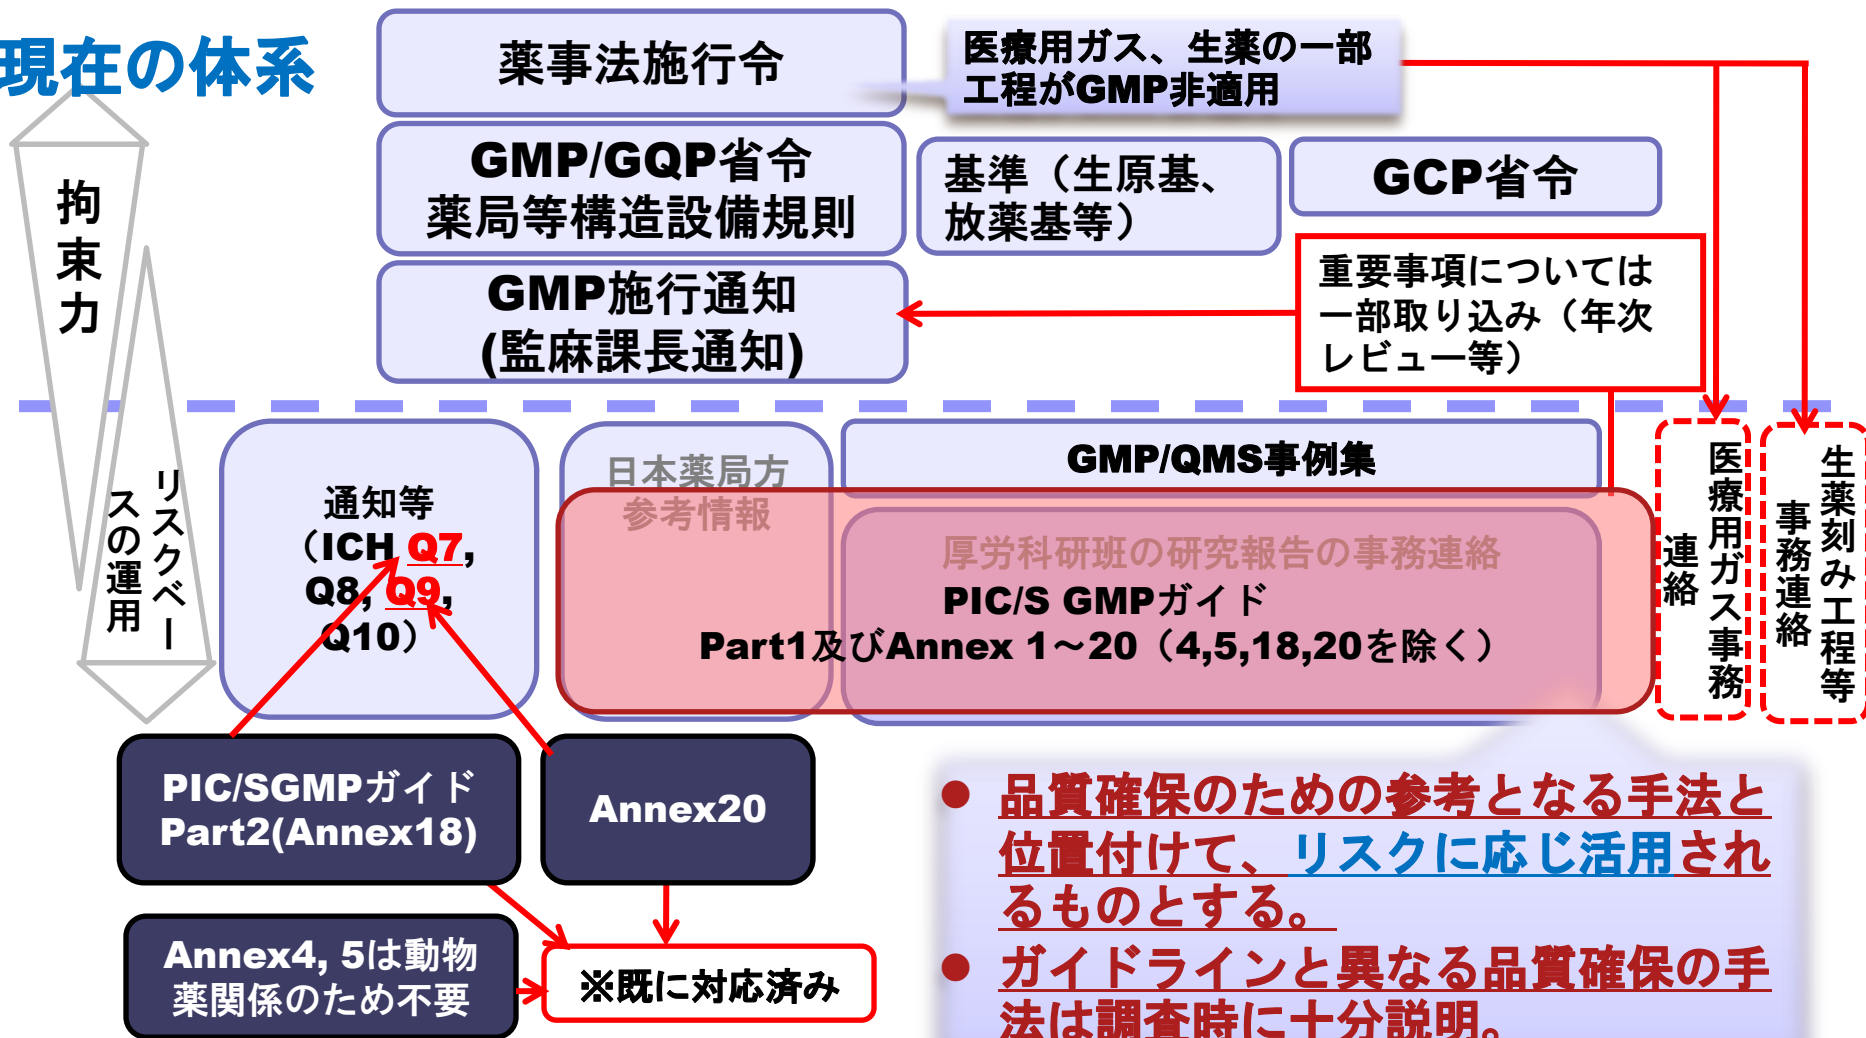 現在の体系
薬事法施行令
医療用ガス、生薬の一部
工程がGMP非適用
GMP/GQP省令
薬局等構造設備規則
基準（生原基、
放薬基等）
GCP省令
拘束力
GMP施行通知
(監麻課長通知)
重要事項については
一部取り込み（年次
レビュー等）
リスクベー
スの運用
通知等
（ICH Q7,
Q8, Q9,
Q10）
日本薬局方
参考情報
GMP/QMS事例集
厚労科研班の研究報告の事務連絡
PIC/S GMPガイド
Part1及びAnnex 1～20（4,5,18,20を除く）
医療用ガス事務
連絡
生薬刻み工程等
事務連絡
PIC/SGMPガイド
Part2(Annex18)
Annex20
Annex4, 5は動物
薬関係のため不要
※既に対応済み
● 品質確保のための参考となる手法と
位置付けて、リスクに応じ活用され
るものとする。
● ガイドラインと異なる品質確保の手
法は調査時に十分説明。